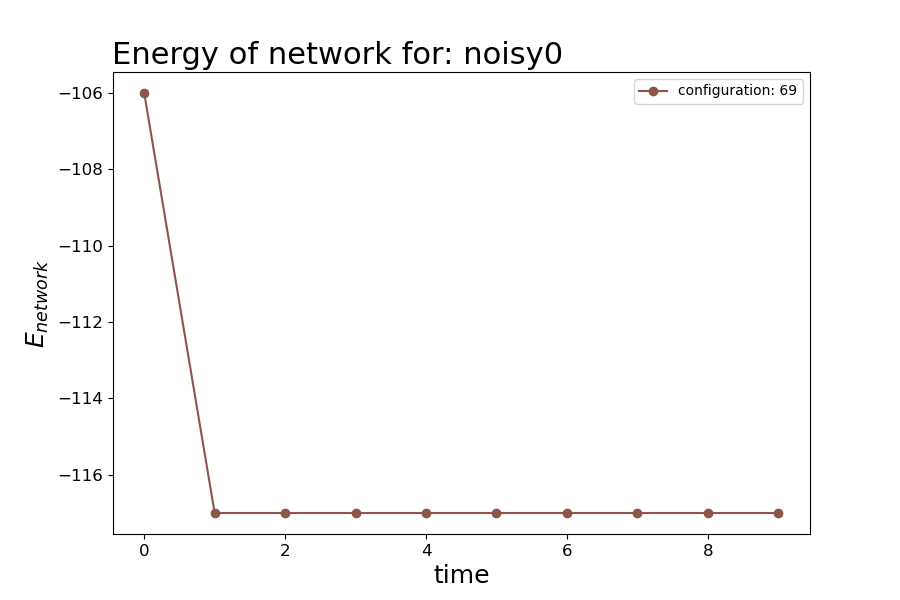 Energy of network for: noisy0
configuration: 69
−106
−108
−110
−112
−114
−116
E_network
0 2 4 6 8
time